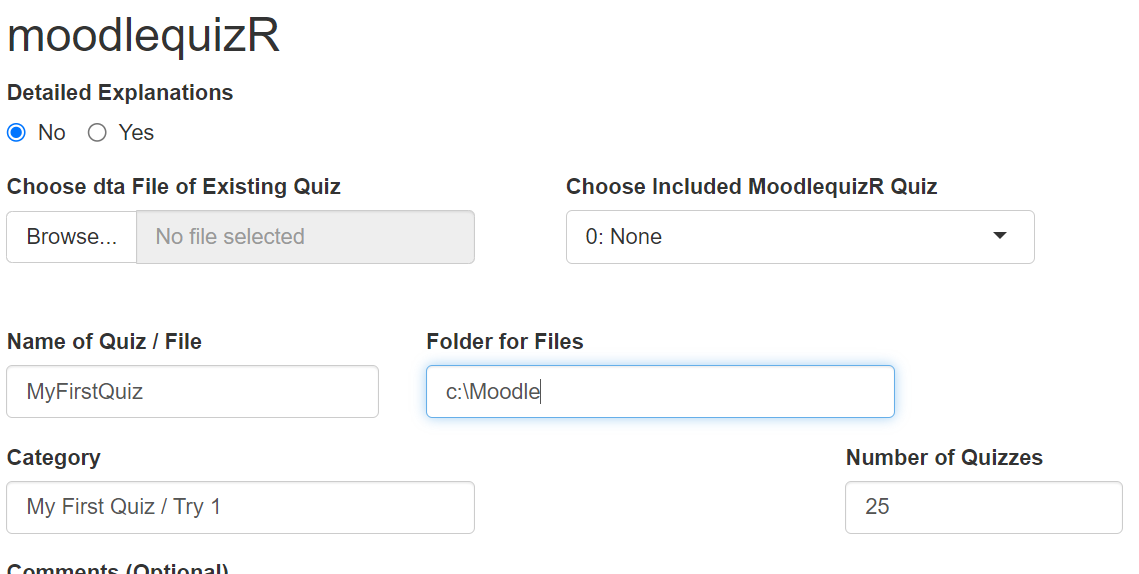 moodlequizR
Detailed Explanations
No Yes
Choose dta File of Existing Quiz Choose Included MoodlequizR Quiz
Browse... No file selected 0: None
Name of Quiz / File Folder for Files
MyFirstQuiz c:\Moodle
Category Number of Quizzes
My First Quiz / Try 1 25
Comments (Optional)